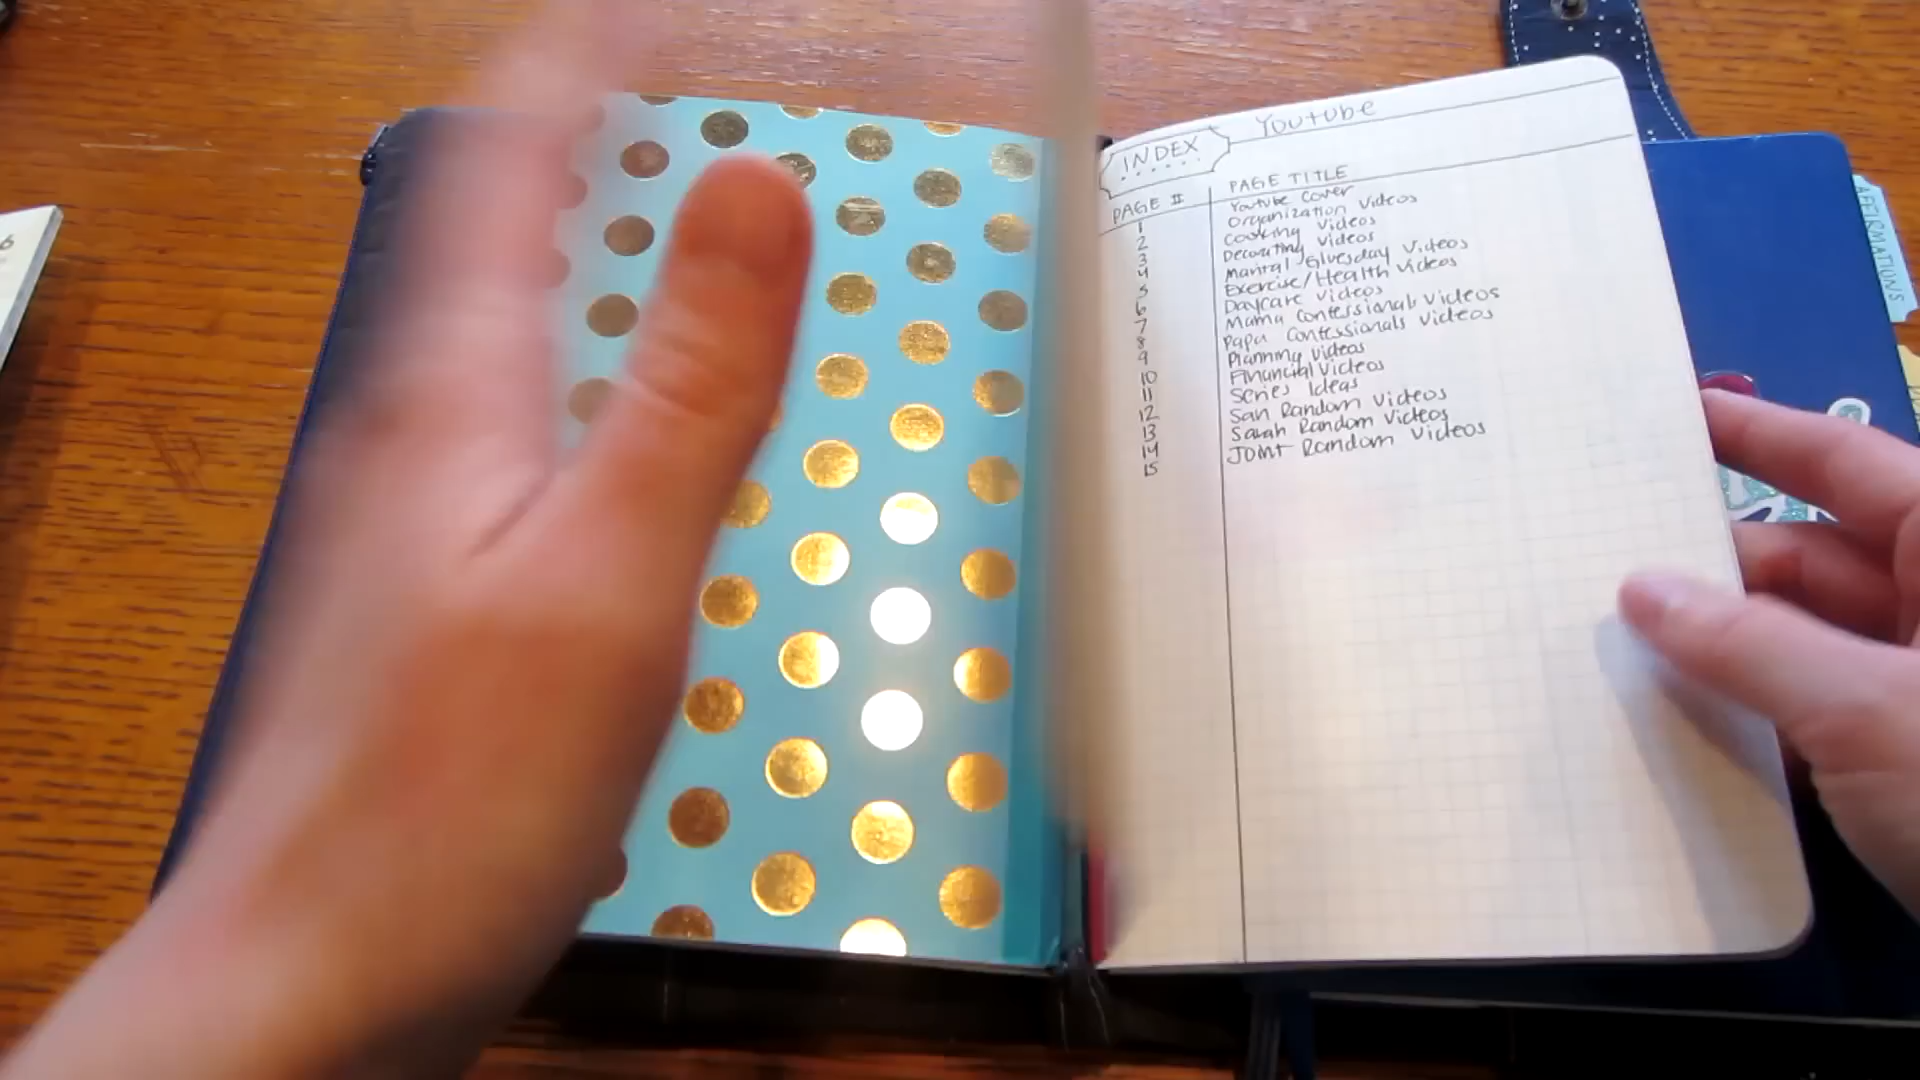 6
INDEX
Youtube
PAGE # PAGE TITLE
1 Youtube Cover
2 Organization Videos
3 Cooking Videos
4 Decorating Videos
5 Marital Gluesday Videos
6 Exercise/Health Videos
7 Daycare Videos
8 Mama Confessionals Videos
9 Papa Confessionals Videos
10 Planning Videos
11 Financial Videos
12 Series Ideas
13 San Random Videos
14 Sarah Random Videos
15 Joint Random Videos
AFFIRMATIONS